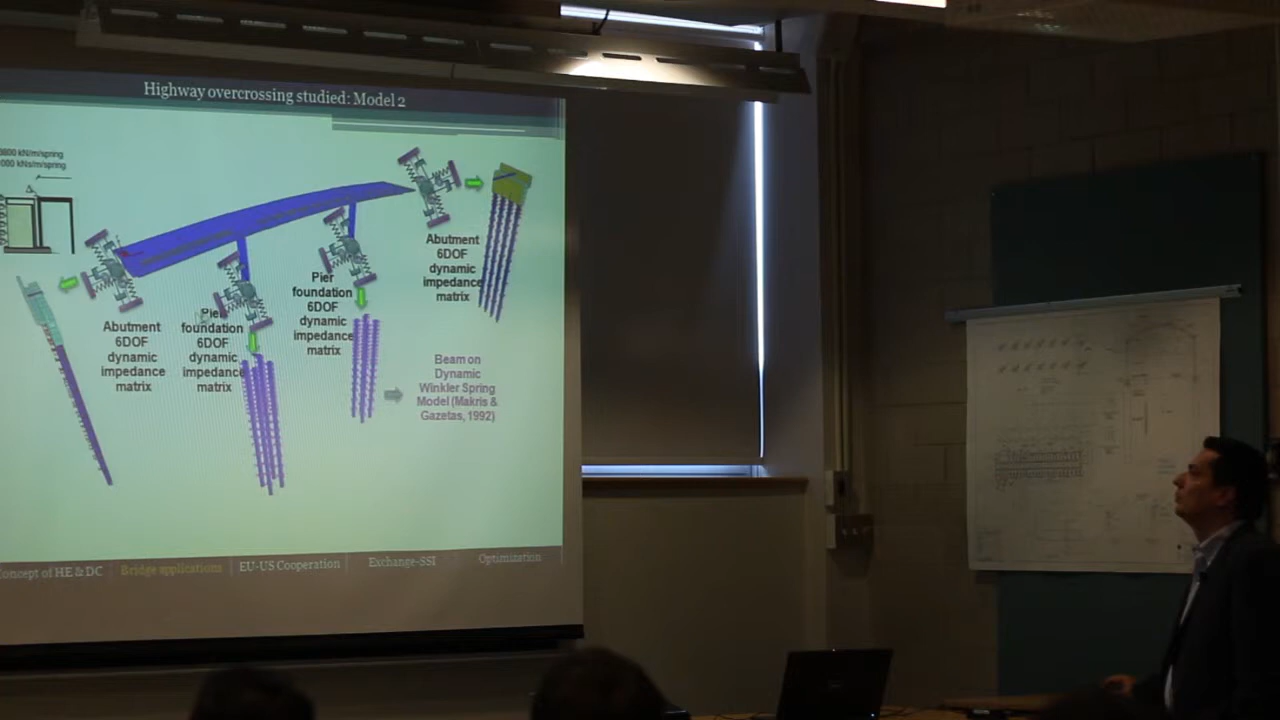 Highway overcrossing studied: Model 2
kN/m/spring
kNs/m/spring
Abutment
6DOF
dynamic
impedance
matrix
Pier
foundation
6DOF
dynamic
impedance
matrix
Pier
foundation
6DOF
dynamic
impedance
matrix
Abutment
6DOF
dynamic
impedance
matrix
Beam on
Dynamic
Winkler Spring
Model (Makris &
Gazetas, 1992)
oncept of HE & DC
Bridge applications
EU-US Cooperation
Exchange-SSI
Optimization